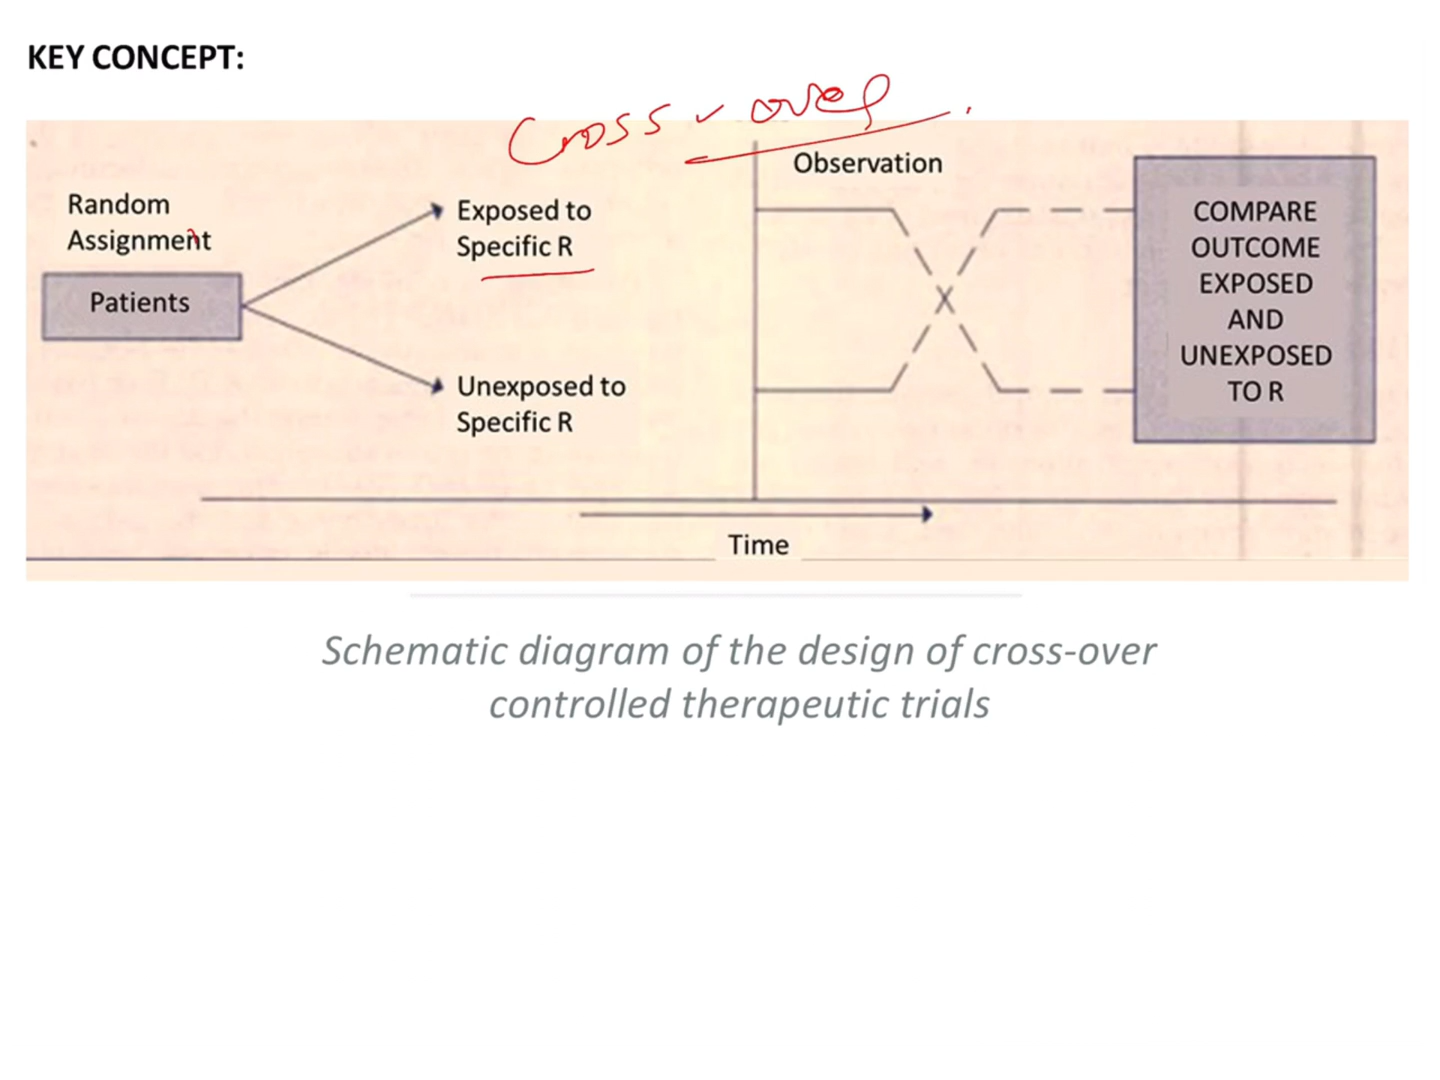 KEY CONCEPT:
Cross-over.
Random
Assignment
Patients
Exposed to
Specific R
Unexposed to
Specific R
Observation
COMPARE
OUTCOME
EXPOSED
AND
UNEXPOSED
TO R
Time
Schematic diagram of the design of cross-over
controlled therapeutic trials